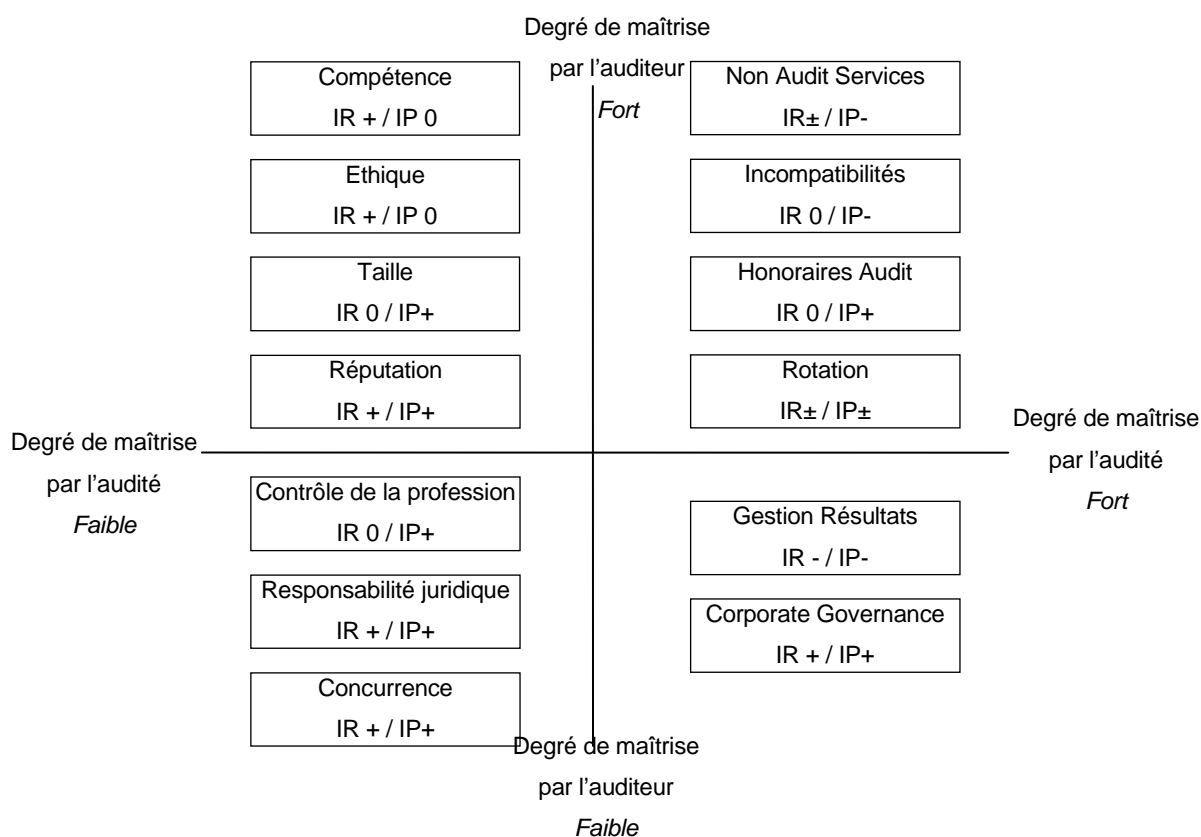 Degré de maîtrise
par l'auditeur
Fort
Compétence
IR + / IP 0
Ethique
IR + / IP 0
Taille
IR 0 / IP+
Réputation
IR + / IP+
Non Audit Services
IR± / IP-
Incompatibilités
IR 0 / IP-
Honoraires Audit
IR 0 / IP+
Rotation
IR± / IP±
Degré de maîtrise
par l'audité
Faible
Degré de maîtrise
par l'audité
Fort
Contrôle de la profession
IR 0 / IP+
Responsabilité juridique
IR + / IP+
Concurrence
IR + / IP+
Gestion Résultats
IR - / IP-
Corporate Governance
IR + / IP+
Degré de maîtrise
par l’auditeur
Faible